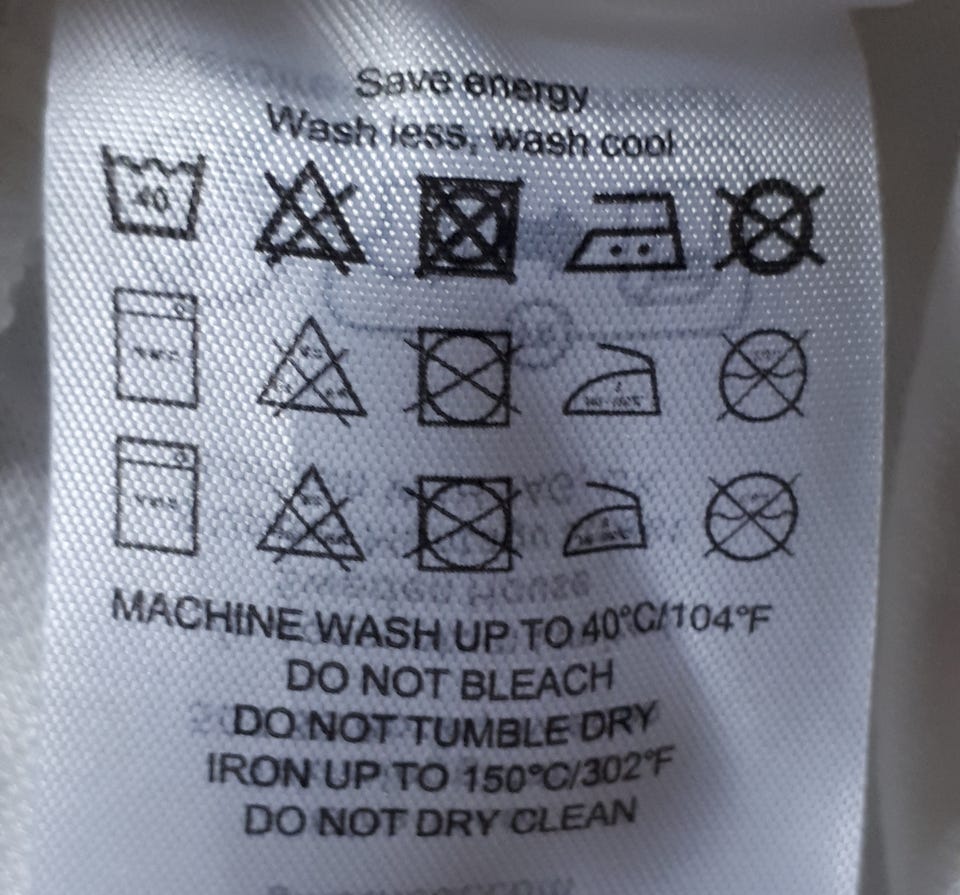 Save energy
Wash less, wash cool
40
MACHINE WASH UP TO 40°C/104°F
DO NOT BLEACH
DO NOT TUMBLE DRY
IRON UP TO 150°C/302°F
DO NOT DRY CLEAN